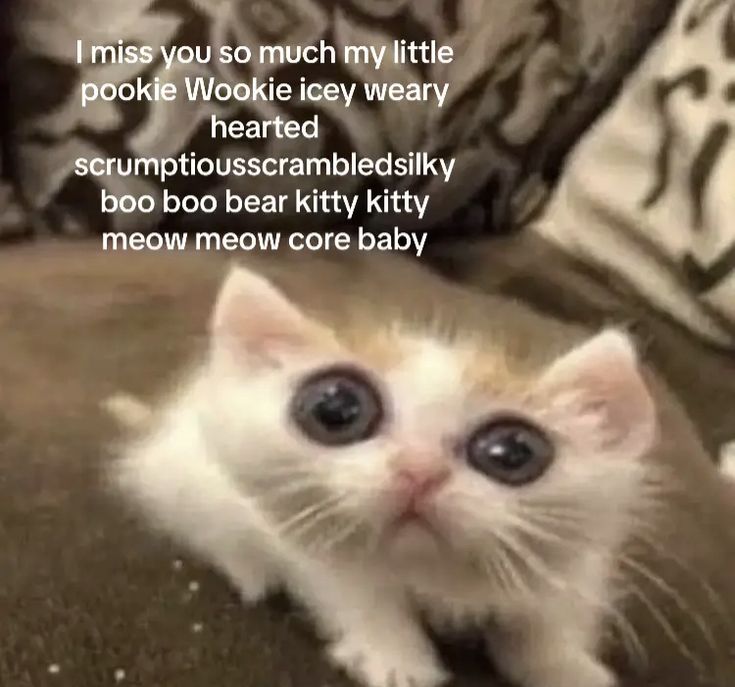 I miss you so much my little
pookie Wookie icey weary
hearted
scrumptiousscrambledsilky
boo boo bear kitty kitty
meow meow core baby